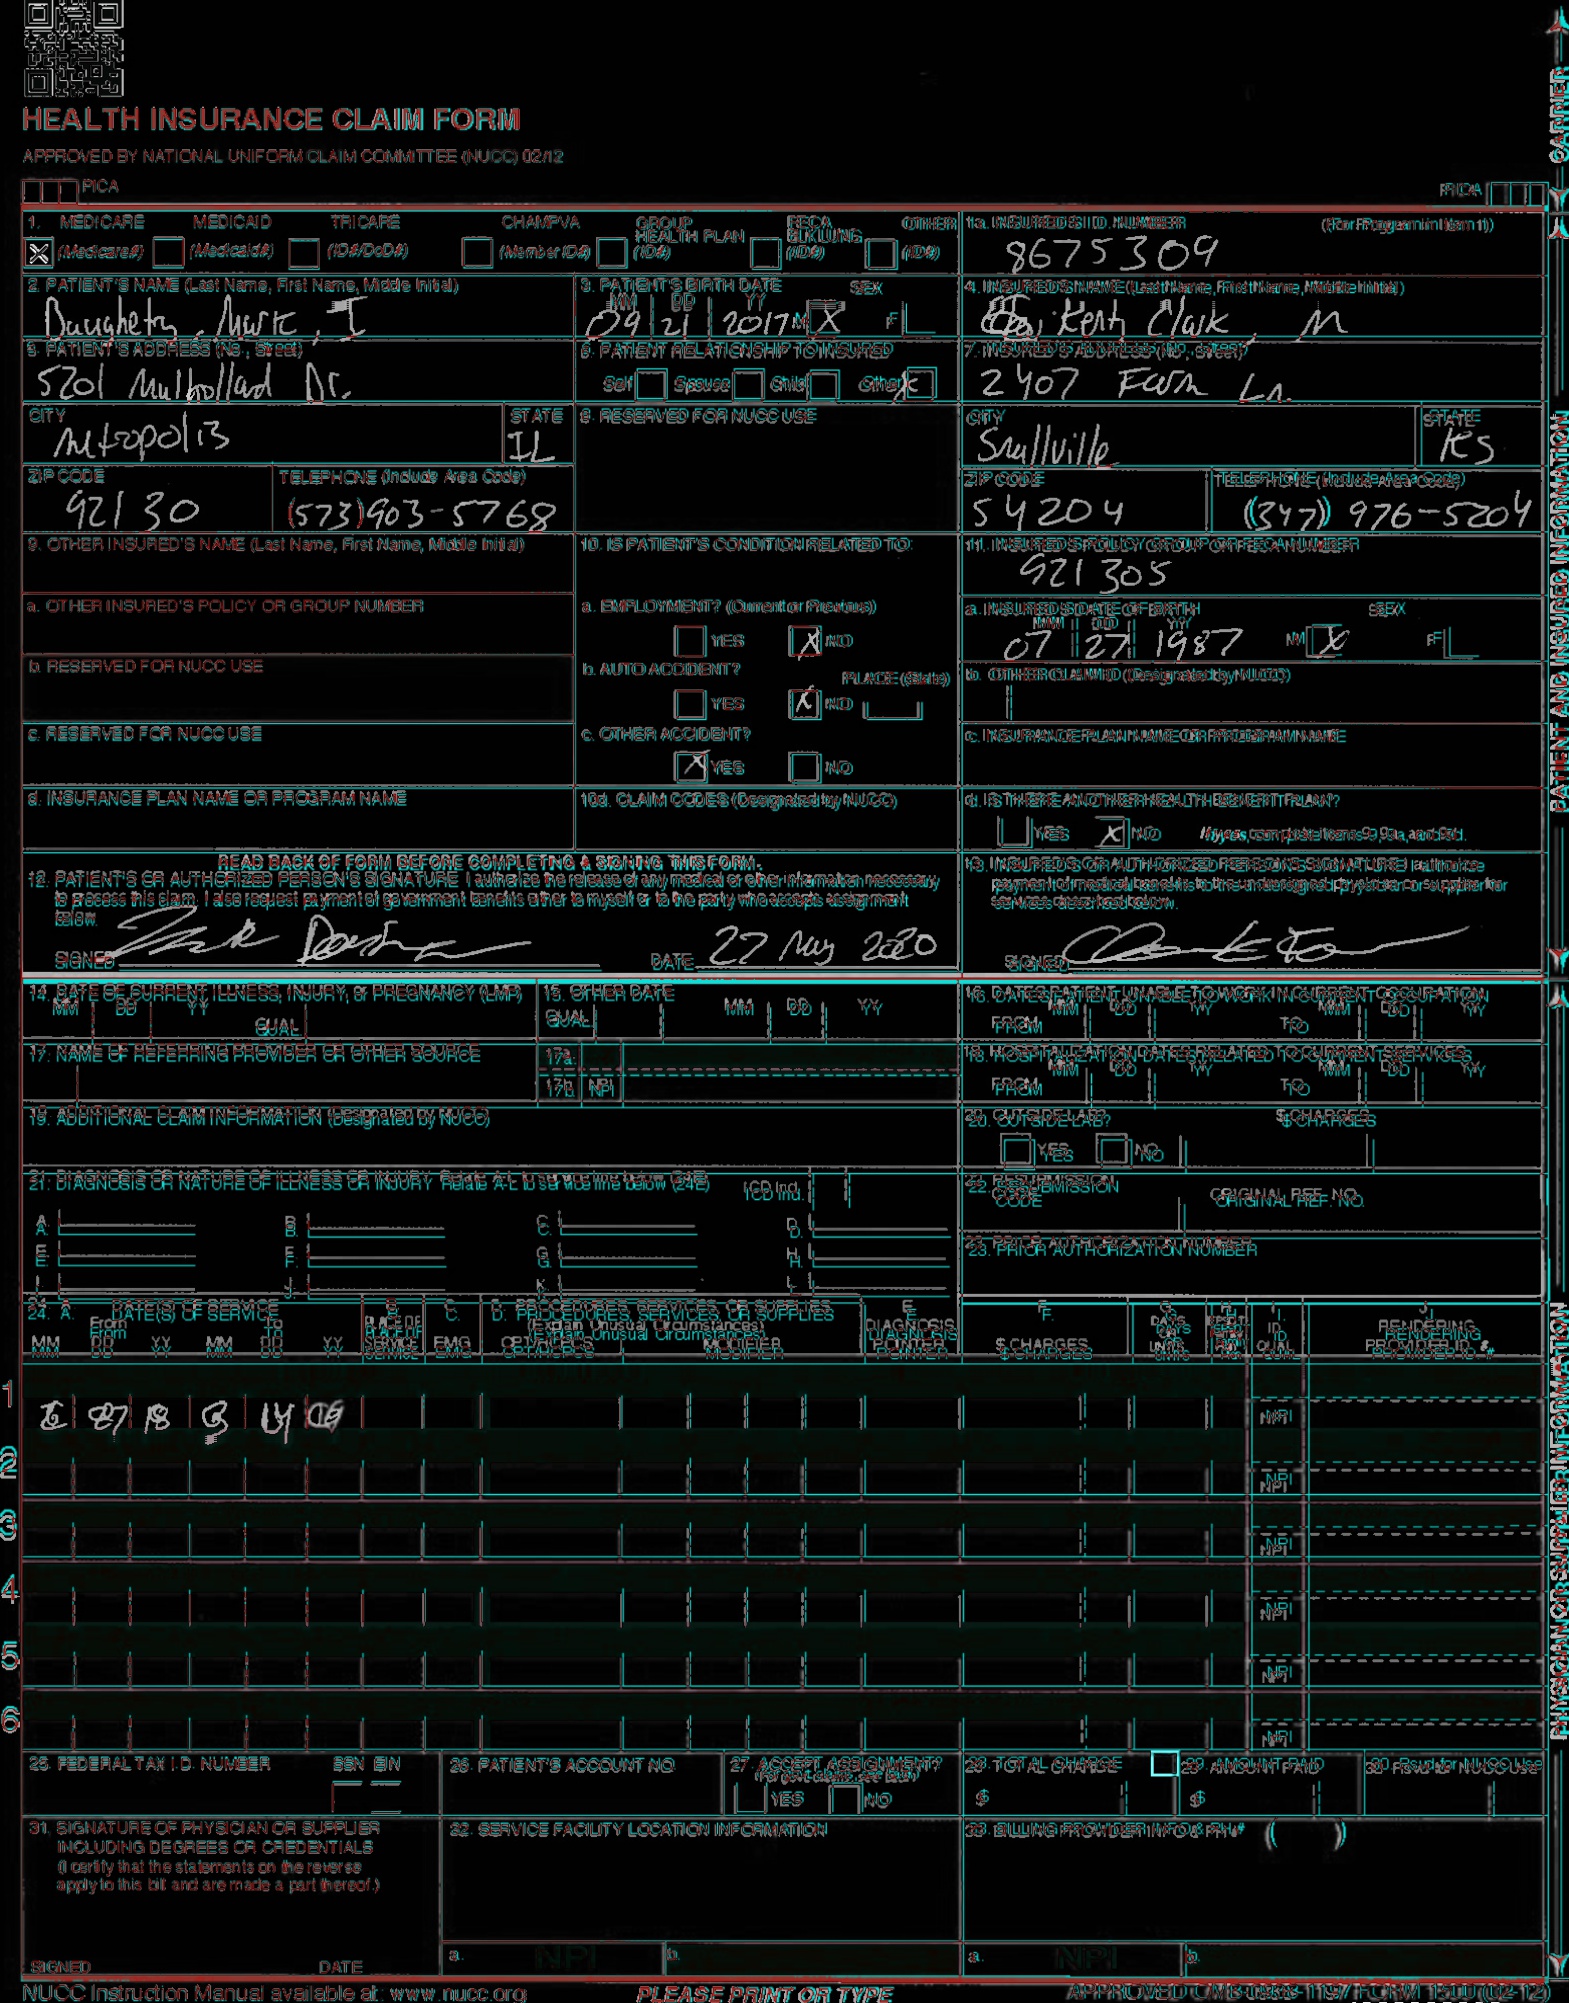 HEALTH INSURANCE CLAIM FORM
APPROVED BY NATIONAL UNIFORM CLAIM COMMITTEE (NUCC) 02/12
PICA
PICA
CARRIER
1. MEDICARE MEDICAID TRICARE CHAMPVA GROUP HEALTH PLAN FECA BLK LUNG OTHER
(Medicare#) (Medicaid#) (ID#/DoD#) (Member ID#) (ID#) (ID#) (ID#)
1a. INSURED'S I.D. NUMBER (For Program in Item 1)
8675309
2. PATIENT'S NAME (Last Name, First Name, Middle Initial)
3. PATIENT'S BIRTH DATE SEX
MM DD YY
4. INSURED'S NAME (Last Name, First Name, Middle Initial)
Daughety, Mark, I
09 21 2017 M X F
Kent, Clark, M
5. PATIENT'S ADDRESS (No., Street)
6. PATIENT RELATIONSHIP TO INSURED
7. INSURED'S ADDRESS (No., Street)
5201 Dr.
Self Spouse Child Other X
2407 Farm Ln.
CITY STATE
8. RESERVED FOR NUCC USE
CITY STATE
Metropolis IL
Smallville KS
ZIP CODE TELEPHONE (Include Area Code)
ZIP CODE TELEPHONE (Include Area Code)
92130 (573) 903-5768
54204 (347) 976-5204
9. OTHER INSURED'S NAME (Last Name, First Name, Middle Initial)
10. IS PATIENT'S CONDITION RELATED TO:
11. INSURED'S POLICY GROUP OR FECA NUMBER
921305
a. OTHER INSURED'S POLICY OR GROUP NUMBER
a. EMPLOYMENT? (Current or Previous)
YES X NO
a. INSURED'S DATE OF BIRTH SEX
MM DD YY
07 27 1987 M X F
b. RESERVED FOR NUCC USE
b. AUTO ACCIDENT? PLACE (State)
YES X NO
b. OTHER CLAIM ID (Designated by NUCC)
c. RESERVED FOR NUCC USE
c. OTHER ACCIDENT?
X YES NO
c. INSURANCE PLAN NAME OR PROGRAM NAME
d. INSURANCE PLAN NAME OR PROGRAM NAME
10d. CLAIM CODES (Designated by NUCC)
d. IS THERE ANOTHER HEALTH BENEFIT PLAN?
YES X NO If yes, complete items 9, 9a, and 9d.
READ BACK OF FORM BEFORE COMPLETING & SIGNING THIS FORM.
12. PATIENT'S OR AUTHORIZED PERSON'S SIGNATURE I authorize the release of any medical or other information necessary
to process this claim. I also request payment of government benefits either to myself or to the party who accepts assignment
below.
SIGNED DATE 27 May 2020
13. INSURED'S OR AUTHORIZED PERSON'S SIGNATURE I authorize
payment of medical benefits to the undersigned physician or supplier for
services described below.
SIGNED
PATIENT AND INSURED INFORMATION
14. DATE OF CURRENT ILLNESS, INJURY, or PREGNANCY (LMP)
MM DD YY
QUAL.
15. OTHER DATE
QUAL. MM DD YY
16. DATES PATIENT UNABLE TO WORK IN CURRENT OCCUPATION
MM DD YY MM DD YY
FROM TO
17. NAME OF REFERRING PROVIDER OR OTHER SOURCE
17a.
17b. NPI
18. HOSPITALIZATION DATES RELATED TO CURRENT SERVICES
MM DD YY MM DD YY
FROM TO
19. ADDITIONAL CLAIM INFORMATION (Designated by NUCC)
20. OUTSIDE LAB? $ CHARGES
YES NO
21. DIAGNOSIS OR NATURE OF ILLNESS OR INJURY Relate A-L to service line below (24E) ICD Ind.
A. B. C. D.
E. F. G. H.
I. J. K. L.
22. RESUBMISSION CODE ORIGINAL REF. NO.
23. PRIOR AUTHORIZATION NUMBER
24. A. DATE(S) OF SERVICE
From To
MM DD YY MM DD YY
B. PLACE OF SERVICE
C. EMG
D. PROCEDURES, SERVICES, OR SUPPLIES
(Explain Unusual Circumstances)
CPT/HCPCS MODIFIER
E. DIAGNOSIS POINTER
F. $ CHARGES
G. DAYS OR UNITS
H.
I. ID. QUAL.
J. RENDERING PROVIDER ID. #
1
18 14
NPI
2 NPI
3 NPI
4 NPI
5 NPI
6 NPI
25. FEDERAL TAX I.D. NUMBER SSN EIN
26. PATIENT'S ACCOUNT NO.
27. ACCEPT ASSIGNMENT?
(For govt. claims, see back)
YES NO
28. TOTAL CHARGE
$
29. AMOUNT PAID
$
30. Rsvd for NUCC Use
31. SIGNATURE OF PHYSICIAN OR SUPPLIER
INCLUDING DEGREES OR CREDENTIALS
(I certify that the statements on the reverse
apply to this bill and are made a part thereof.)
SIGNED DATE
32. SERVICE FACILITY LOCATION INFORMATION
a. NPI b.
33. BILLING PROVIDER INFO & PH# ( )
a. NPI b.
PHYSICIAN OR SUPPLIER INFORMATION
NUCC Instruction Manual available at: www.nucc.org
PLEASE PRINT OR TYPE
APPROVED OMB-0938-1197 FORM 1500 (02-12)